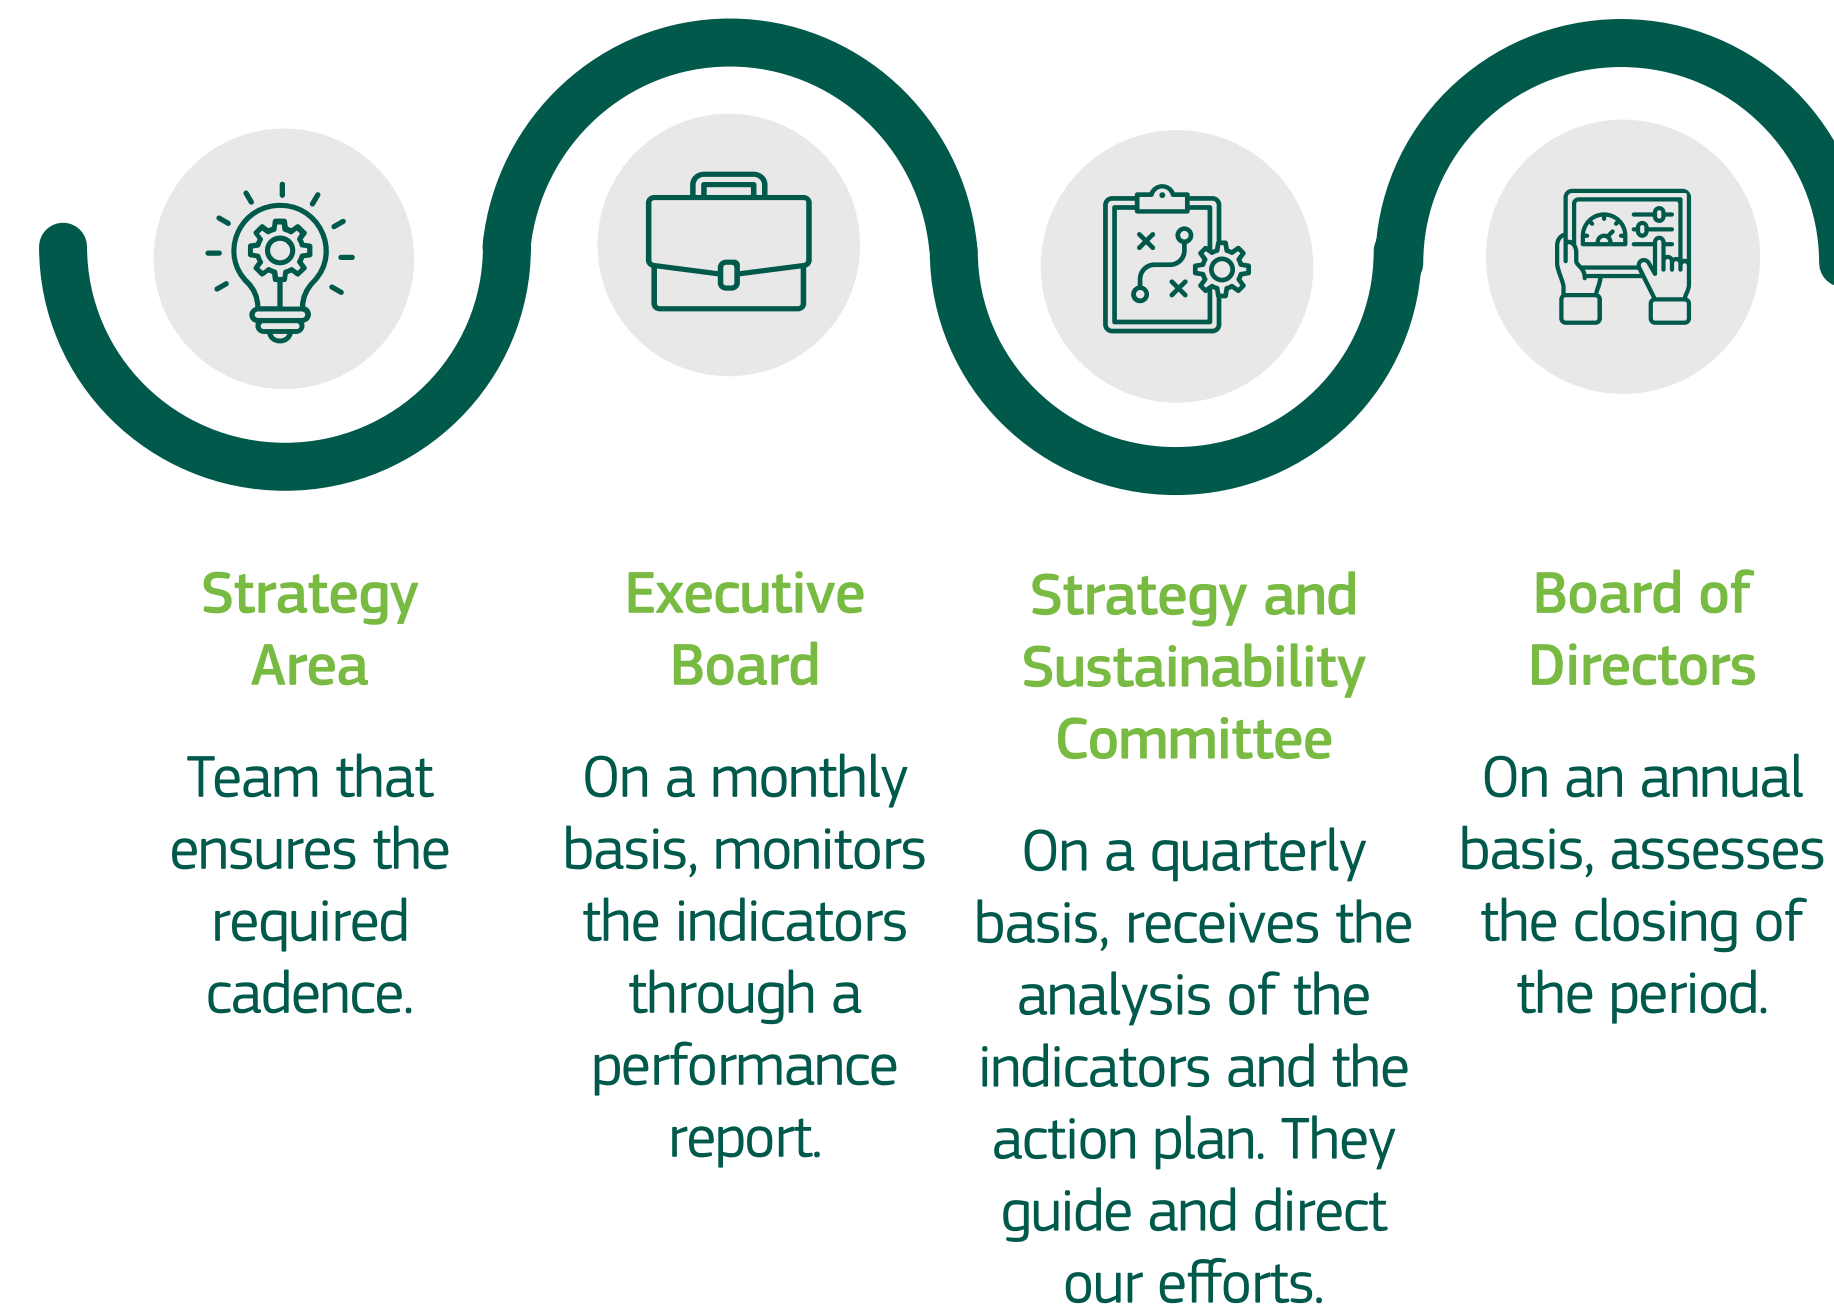 Strategy
Area
Team that
ensures the
required
cadence.
Executive
Board
On a monthly
basis, monitors
the indicators
through a
performance
report.
Strategy and
Sustainability
Committee
On a quarterly
basis, receives the
analysis of the
indicators and the
action plan. They
guide and direct
our efforts.
Board of
Directors
On an annual
basis, assesses
the closing of
the period.